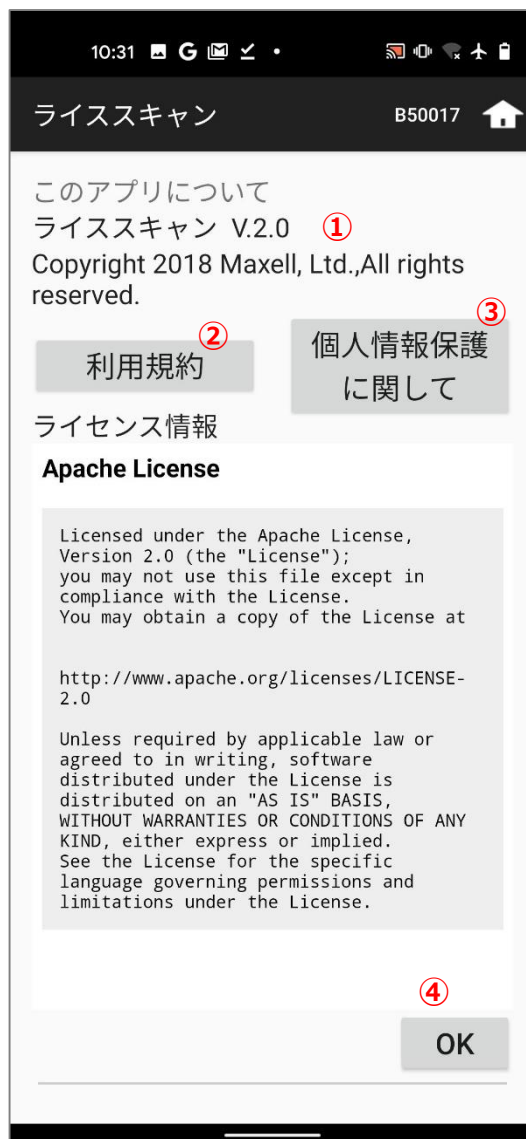 10:31
ライススキャン B50017
このアプリについて
ライススキャン V.2.0 ①
Copyright 2018 Maxell, Ltd.,All rights
reserved.
②
利用規約
③
個人情報保護
に関して
ライセンス情報
Apache License
Licensed under the Apache License,
Version 2.0 (the "License");
you may not use this file except in
compliance with the License.
You may obtain a copy of the License at
http://www.apache.org/licenses/LICENSE-
2.0
Unless required by applicable law or
agreed to in writing, software
distributed under the License is
distributed on an "AS IS" BASIS,
WITHOUT WARRANTIES OR CONDITIONS OF ANY
KIND, either express or implied.
See the License for the specific
language governing permissions and
limitations under the License.
④
OK